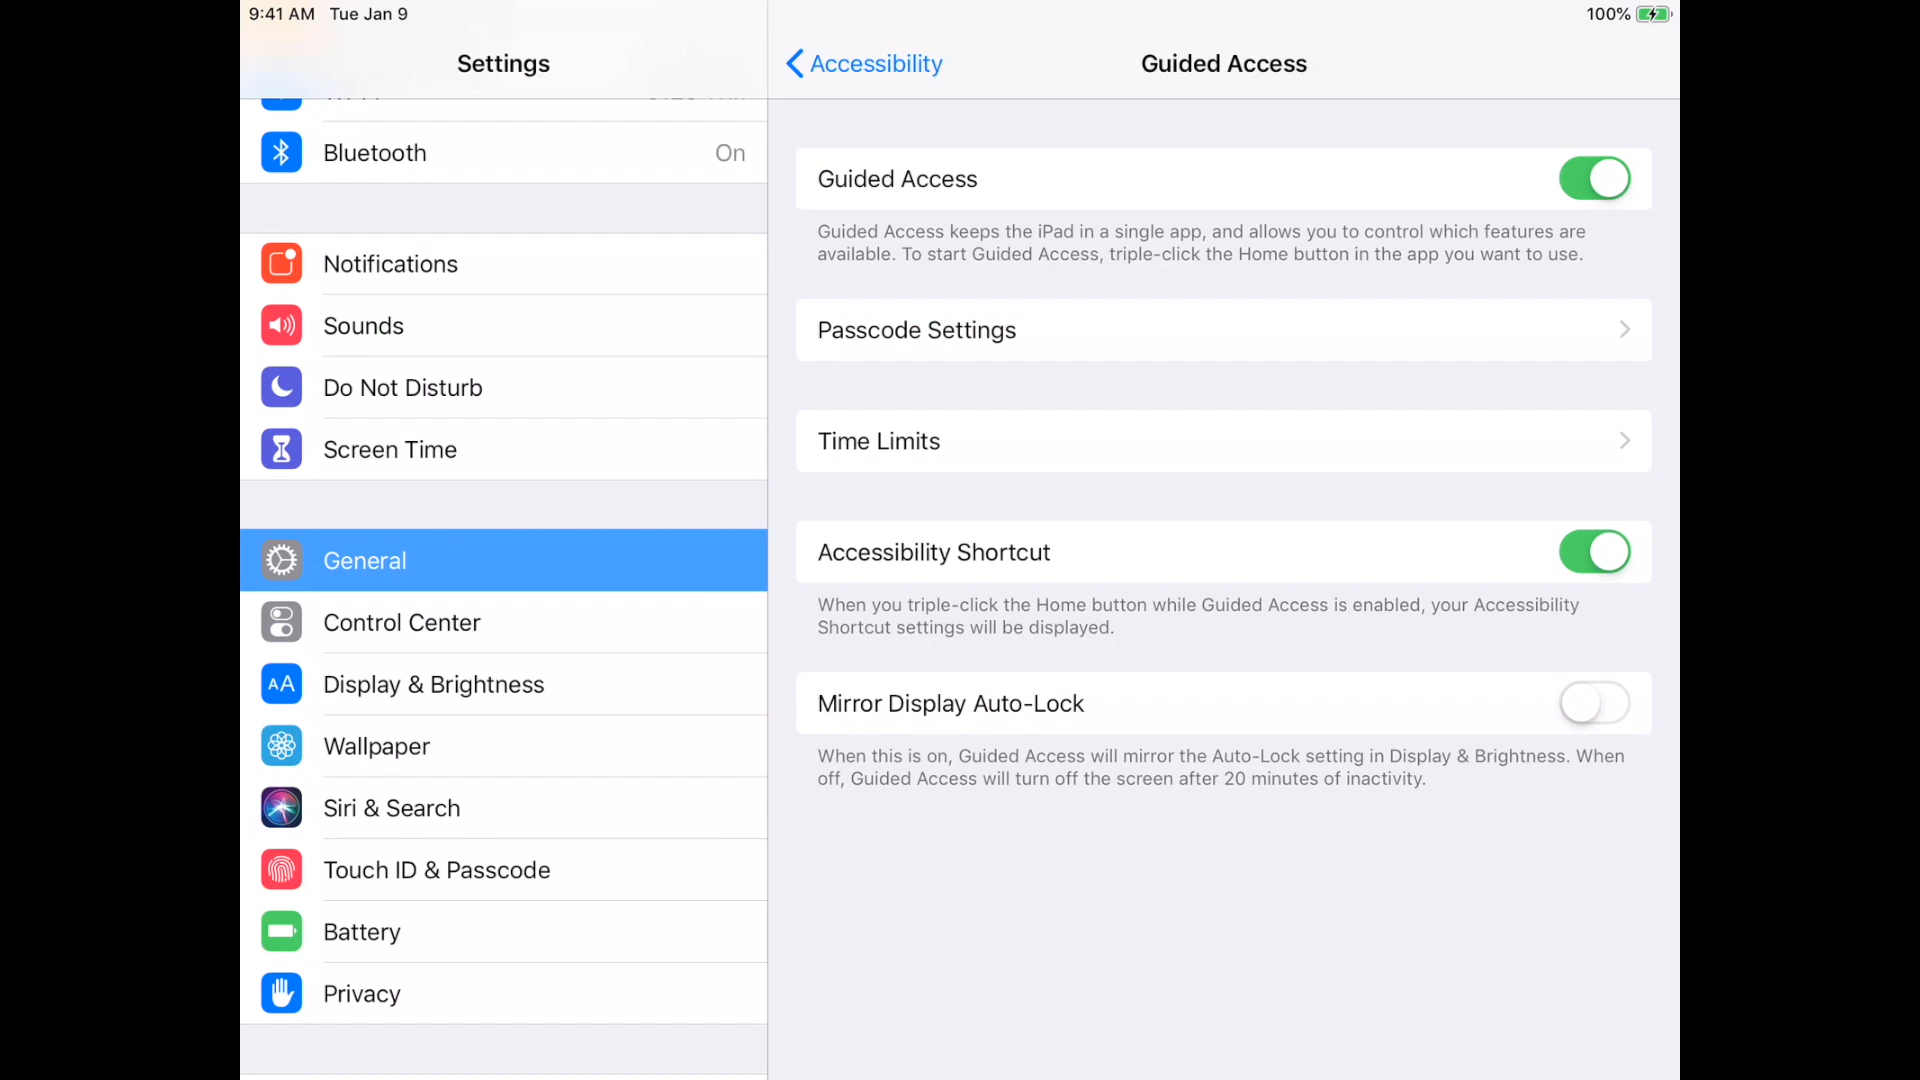 9:41 AM Tue Jan 9
100%
Settings
Bluetooth On
Notifications
Sounds
Do Not Disturb
Screen Time
General
Control Center
AA Display & Brightness
Wallpaper
Siri & Search
Touch ID & Passcode
Battery
Privacy
Accessibility
Guided Access
Guided Access
Guided Access keeps the iPad in a single app, and allows you to control which features are
available. To start Guided Access, triple-click the Home button in the app you want to use.
Passcode Settings
Time Limits
Accessibility Shortcut
When you triple-click the Home button while Guided Access is enabled, your Accessibility
Shortcut settings will be displayed.
Mirror Display Auto-Lock
When this is on, Guided Access will mirror the Auto-Lock setting in Display & Brightness. When
off, Guided Access will turn off the screen after 20 minutes of inactivity.